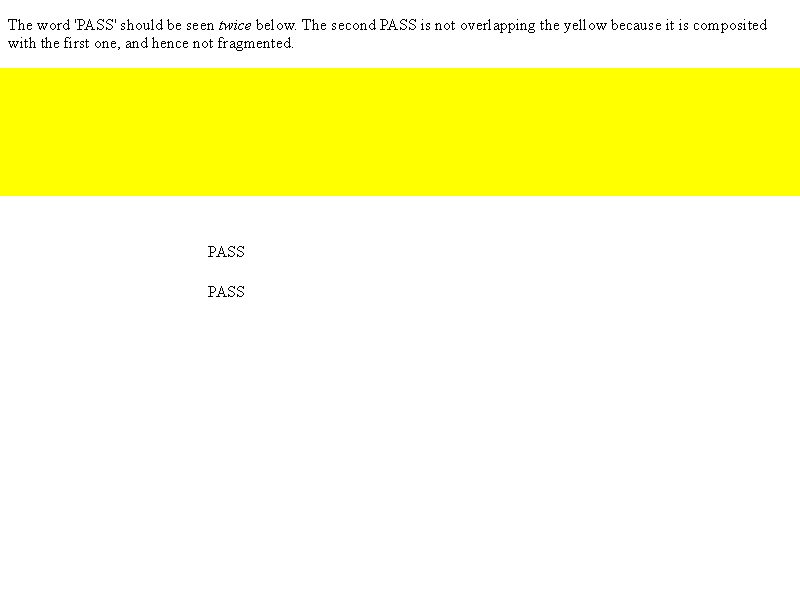 The word 'PASS' should be seen twice below. The second PASS is not overlapping the yellow because it is composited
with the first one, and hence not fragmented.
PASS
PASS